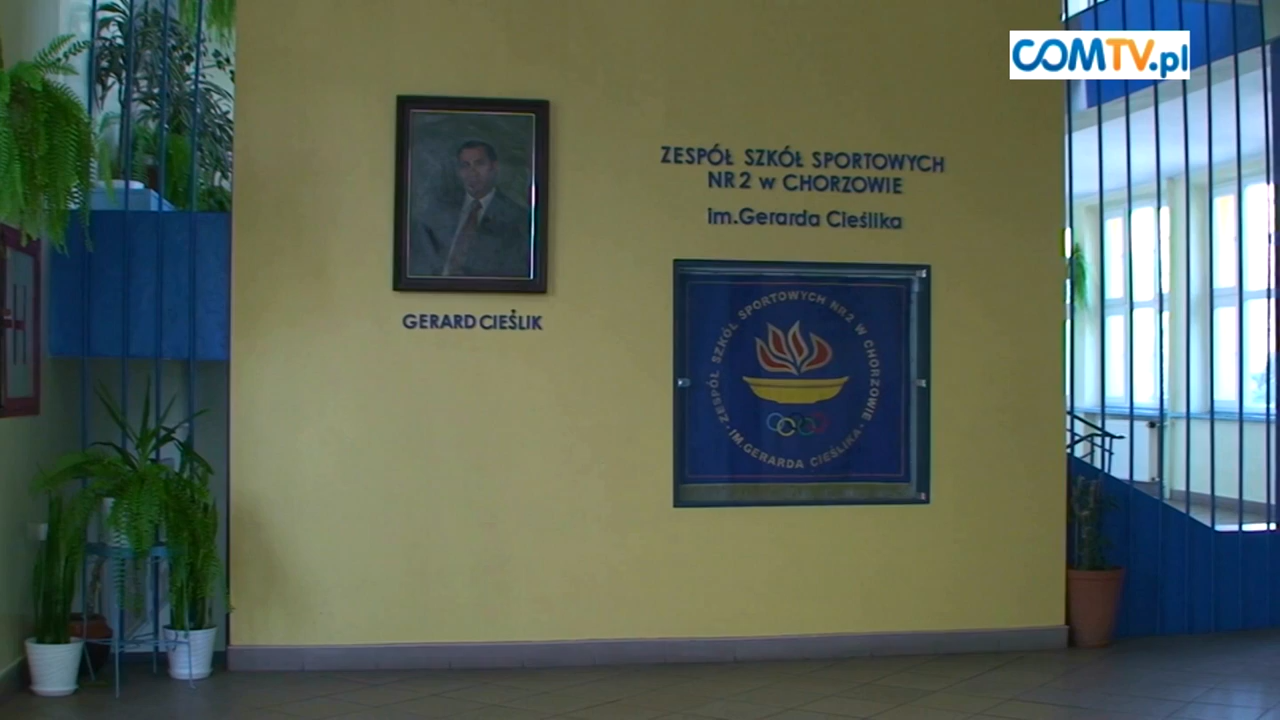 COMTV.pl
ZESPÓŁ SZKÓŁ SPORTOWYCH
NR 2 w CHORZOWIE
im.Gerarda Cieślika
GERARD CIEŚLIK
ZESPÓŁ SZKÓŁ SPORTOWYCH NR 2 W CHORZOWIE
IM.GERARDA CIEŚLIKA